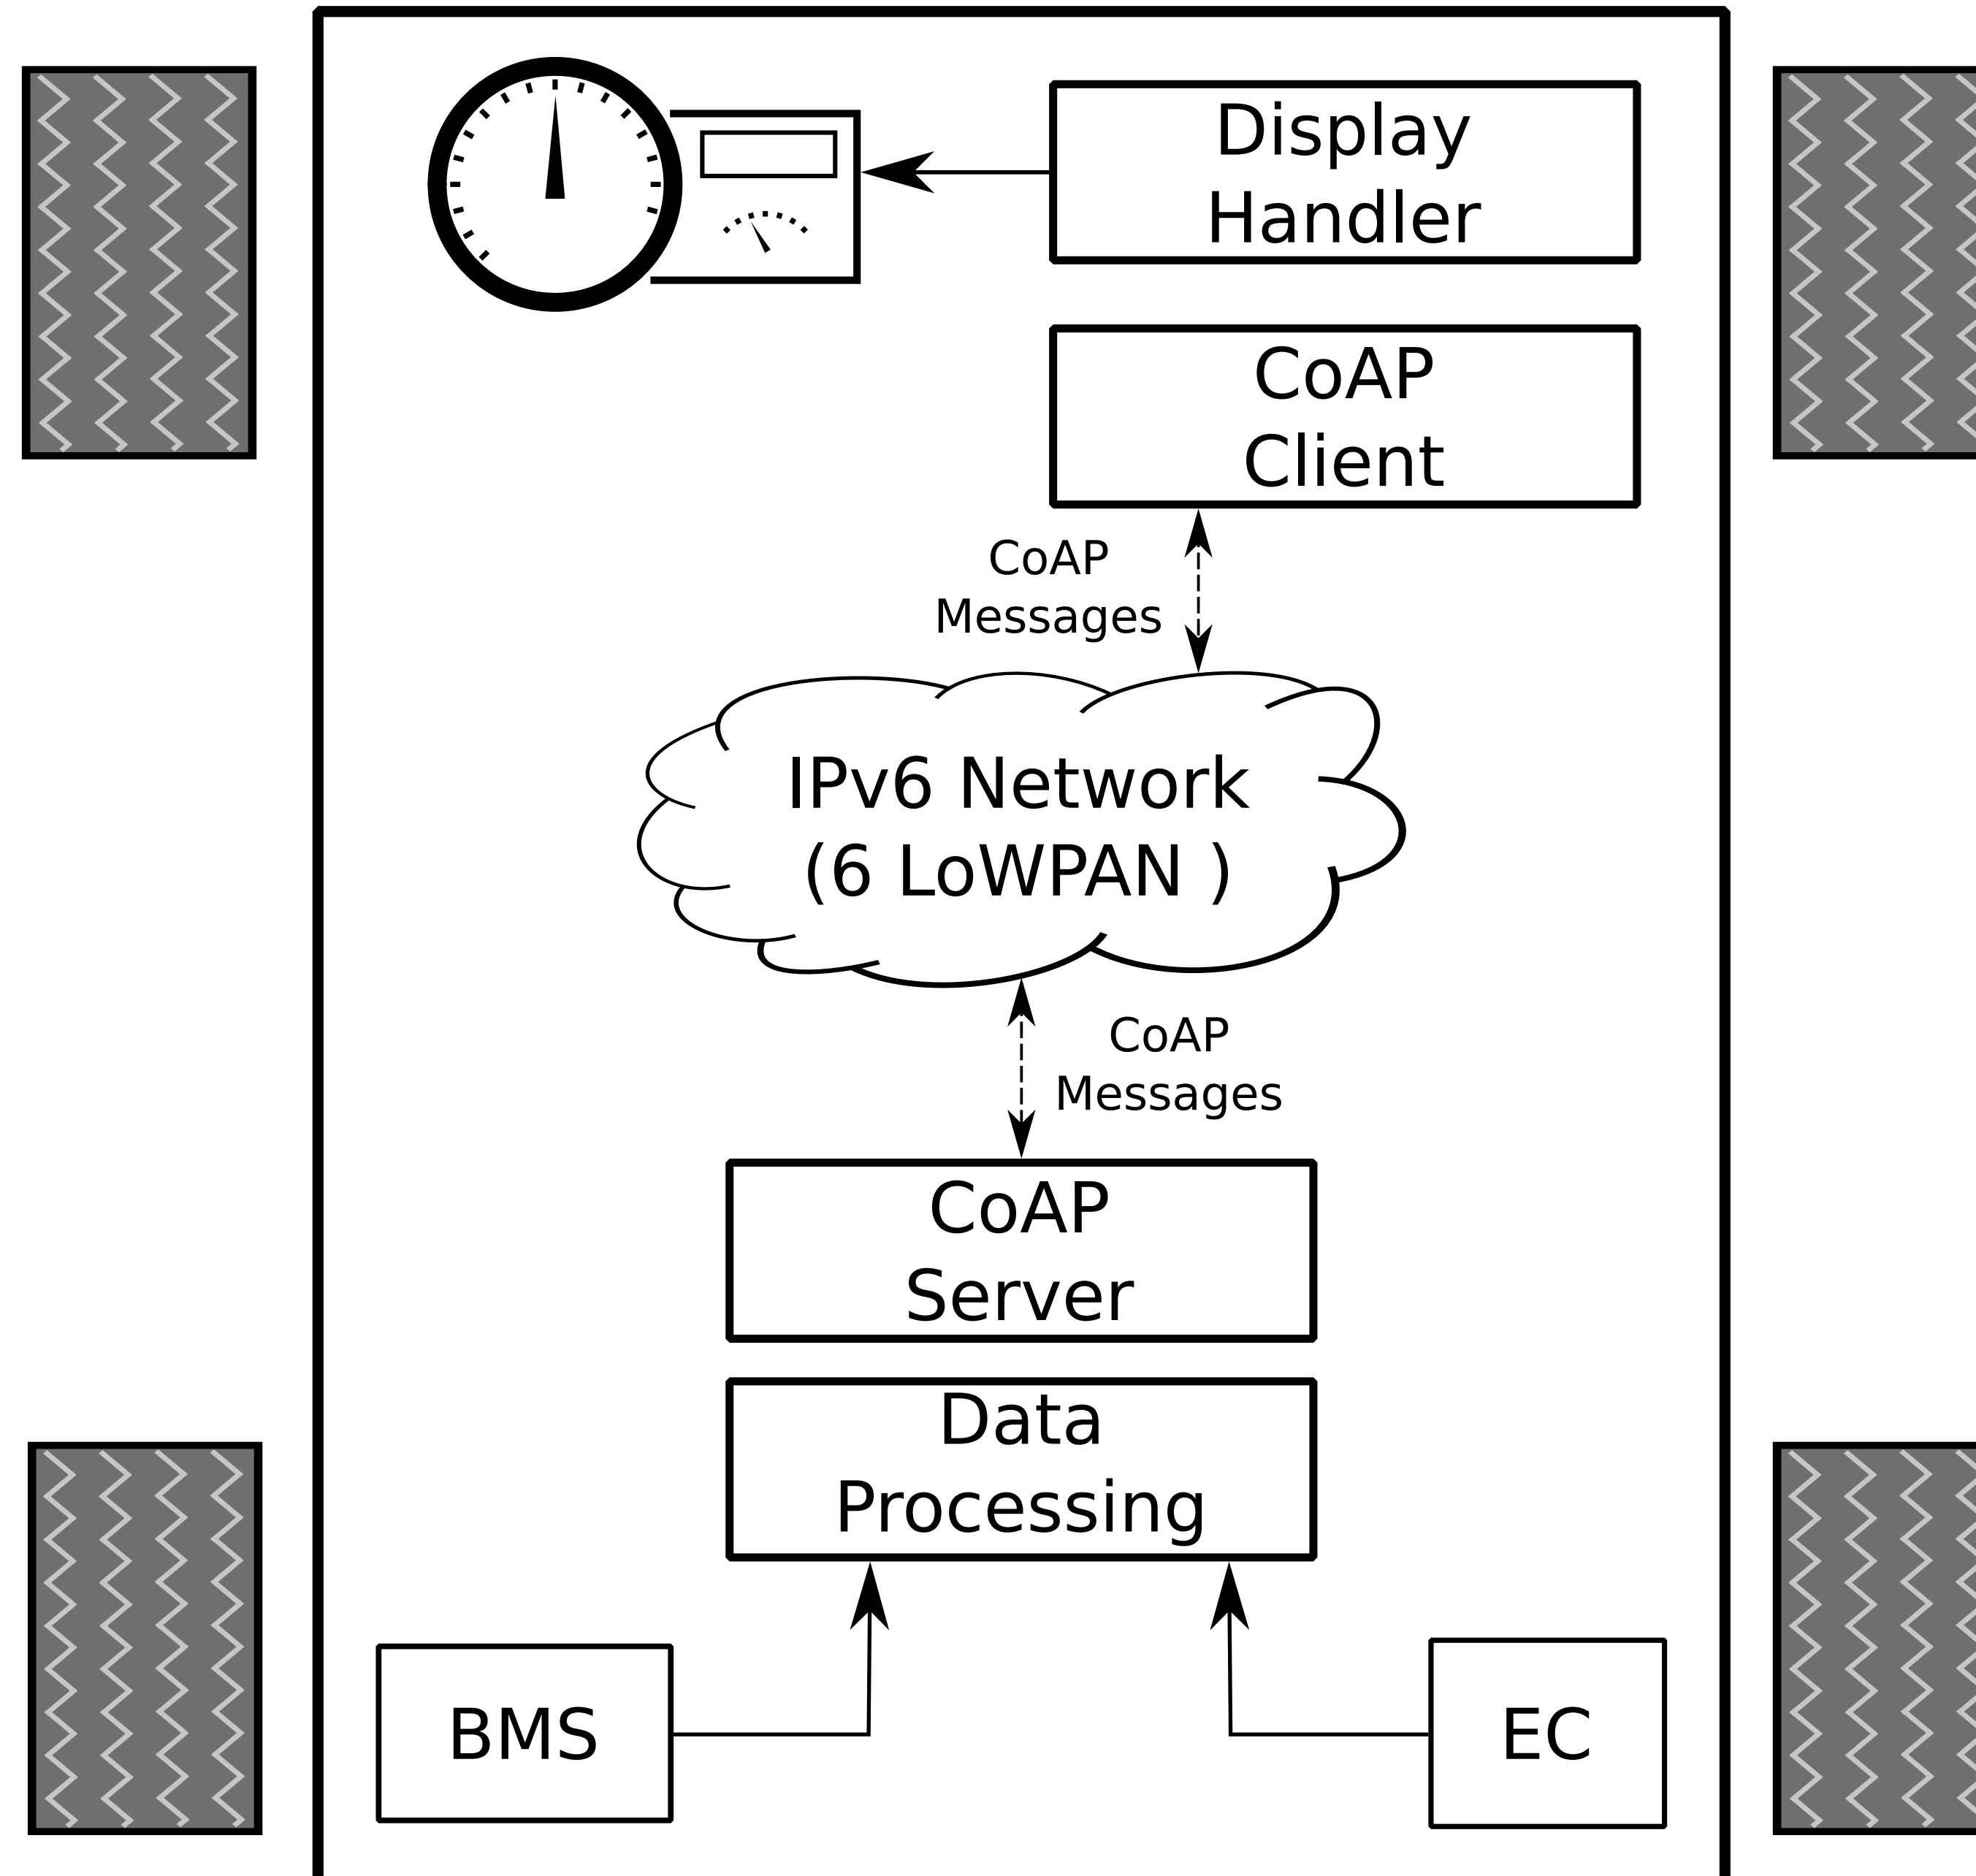 Display
Handler
CoAP
Client
CoAP
Messages
IPv6 Network
(6 LoWPAN )
CoAP
Messages
CoAP
Server
Data
Processing
BMS
EC